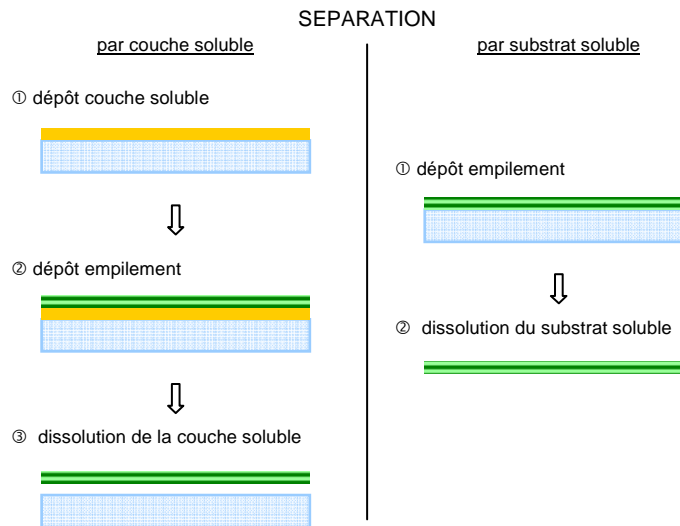 SEPARATION
par couche soluble
① dépôt couche soluble
② dépôt empilement
③ dissolution de la couche soluble
par substrat soluble
① dépôt empilement
② dissolution du substrat soluble